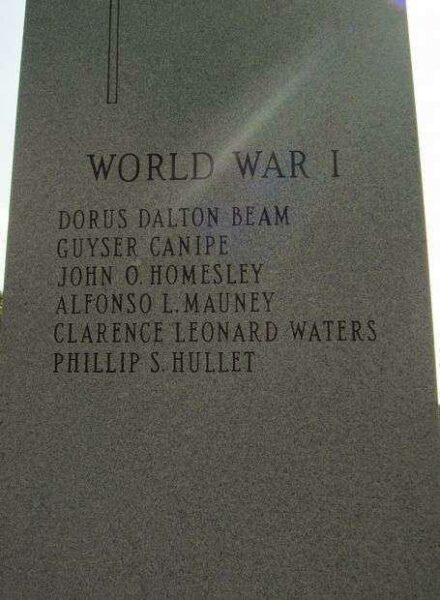 WORLD WAR I
DORUS DALTON BEAM
GUYSER CANIPE
JOHN O. HOMESLEY
ALFONSO L. MAUNEY
CLARENCE LEONARD WATERS
PHILLIP S. HULLET